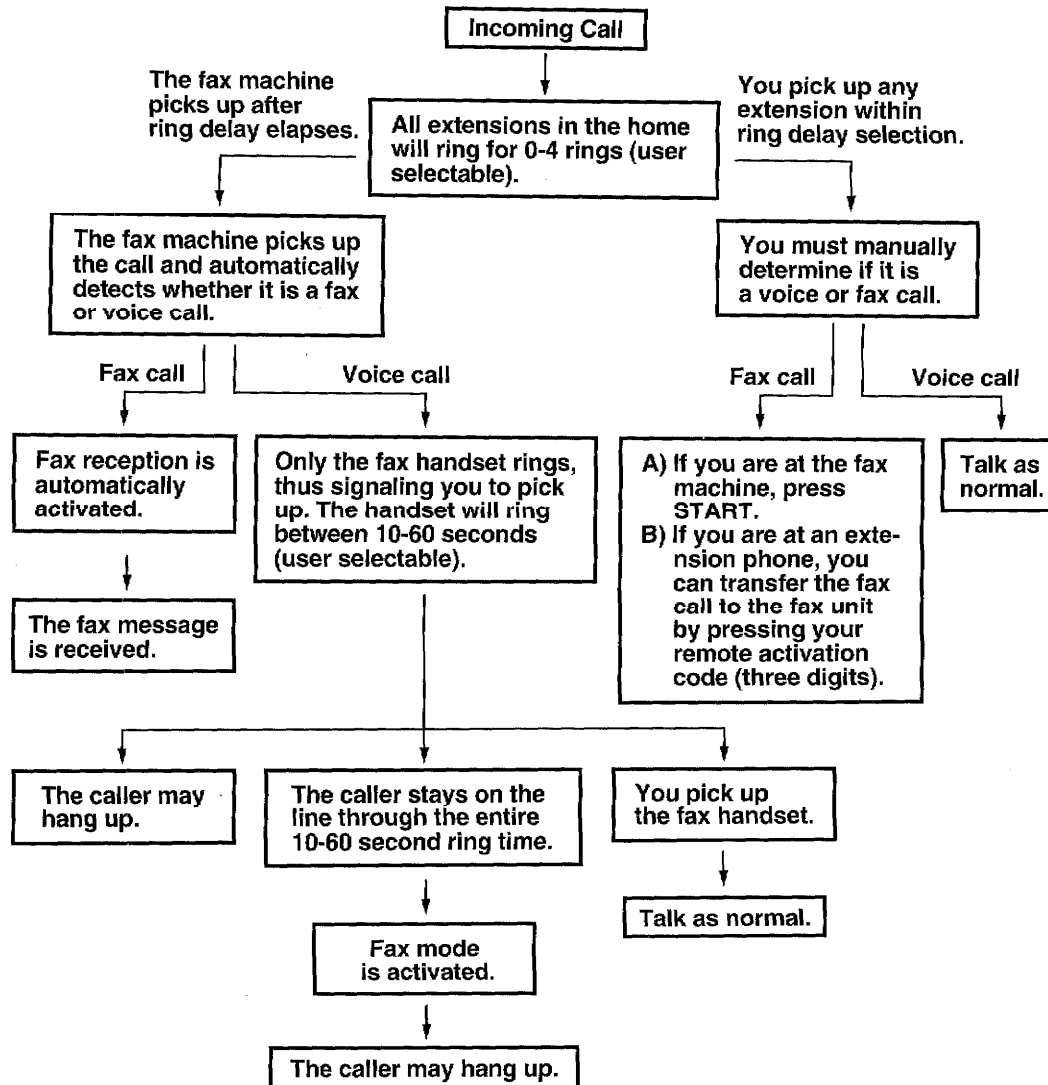 Incoming Call
The fax machine
picks up after
ring delay elapses.
You pick up any
extension within
ring delay selection.
All extensions in the home
will ring for 0-4 rings (user
selectable).
The fax machine picks up
the call and automatically
detects whether it is a fax
or voice call.
You must manually
determine if it is
a voice or fax call.
Fax call
Voice call
Fax call
Voice call
Fax reception is
automatically
activated.
Only the fax handset rings,
thus signaling you to pick
up. The handset will ring
between 10-60 seconds
(user selectable).
A) If you are at the fax
machine, press
START.
B) If you are at an exte-
nsion phone, you
can transfer the fax
call to the fax unit
by pressing your
remote activation
code (three digits).
Talk as
normal.
The fax message
is received.
The caller may
hang up.
The caller stays on the
line through the entire
10-60 second ring time.
You pick up
the fax handset.
Talk as normal.
Fax mode
is activated.
The caller may hang up.